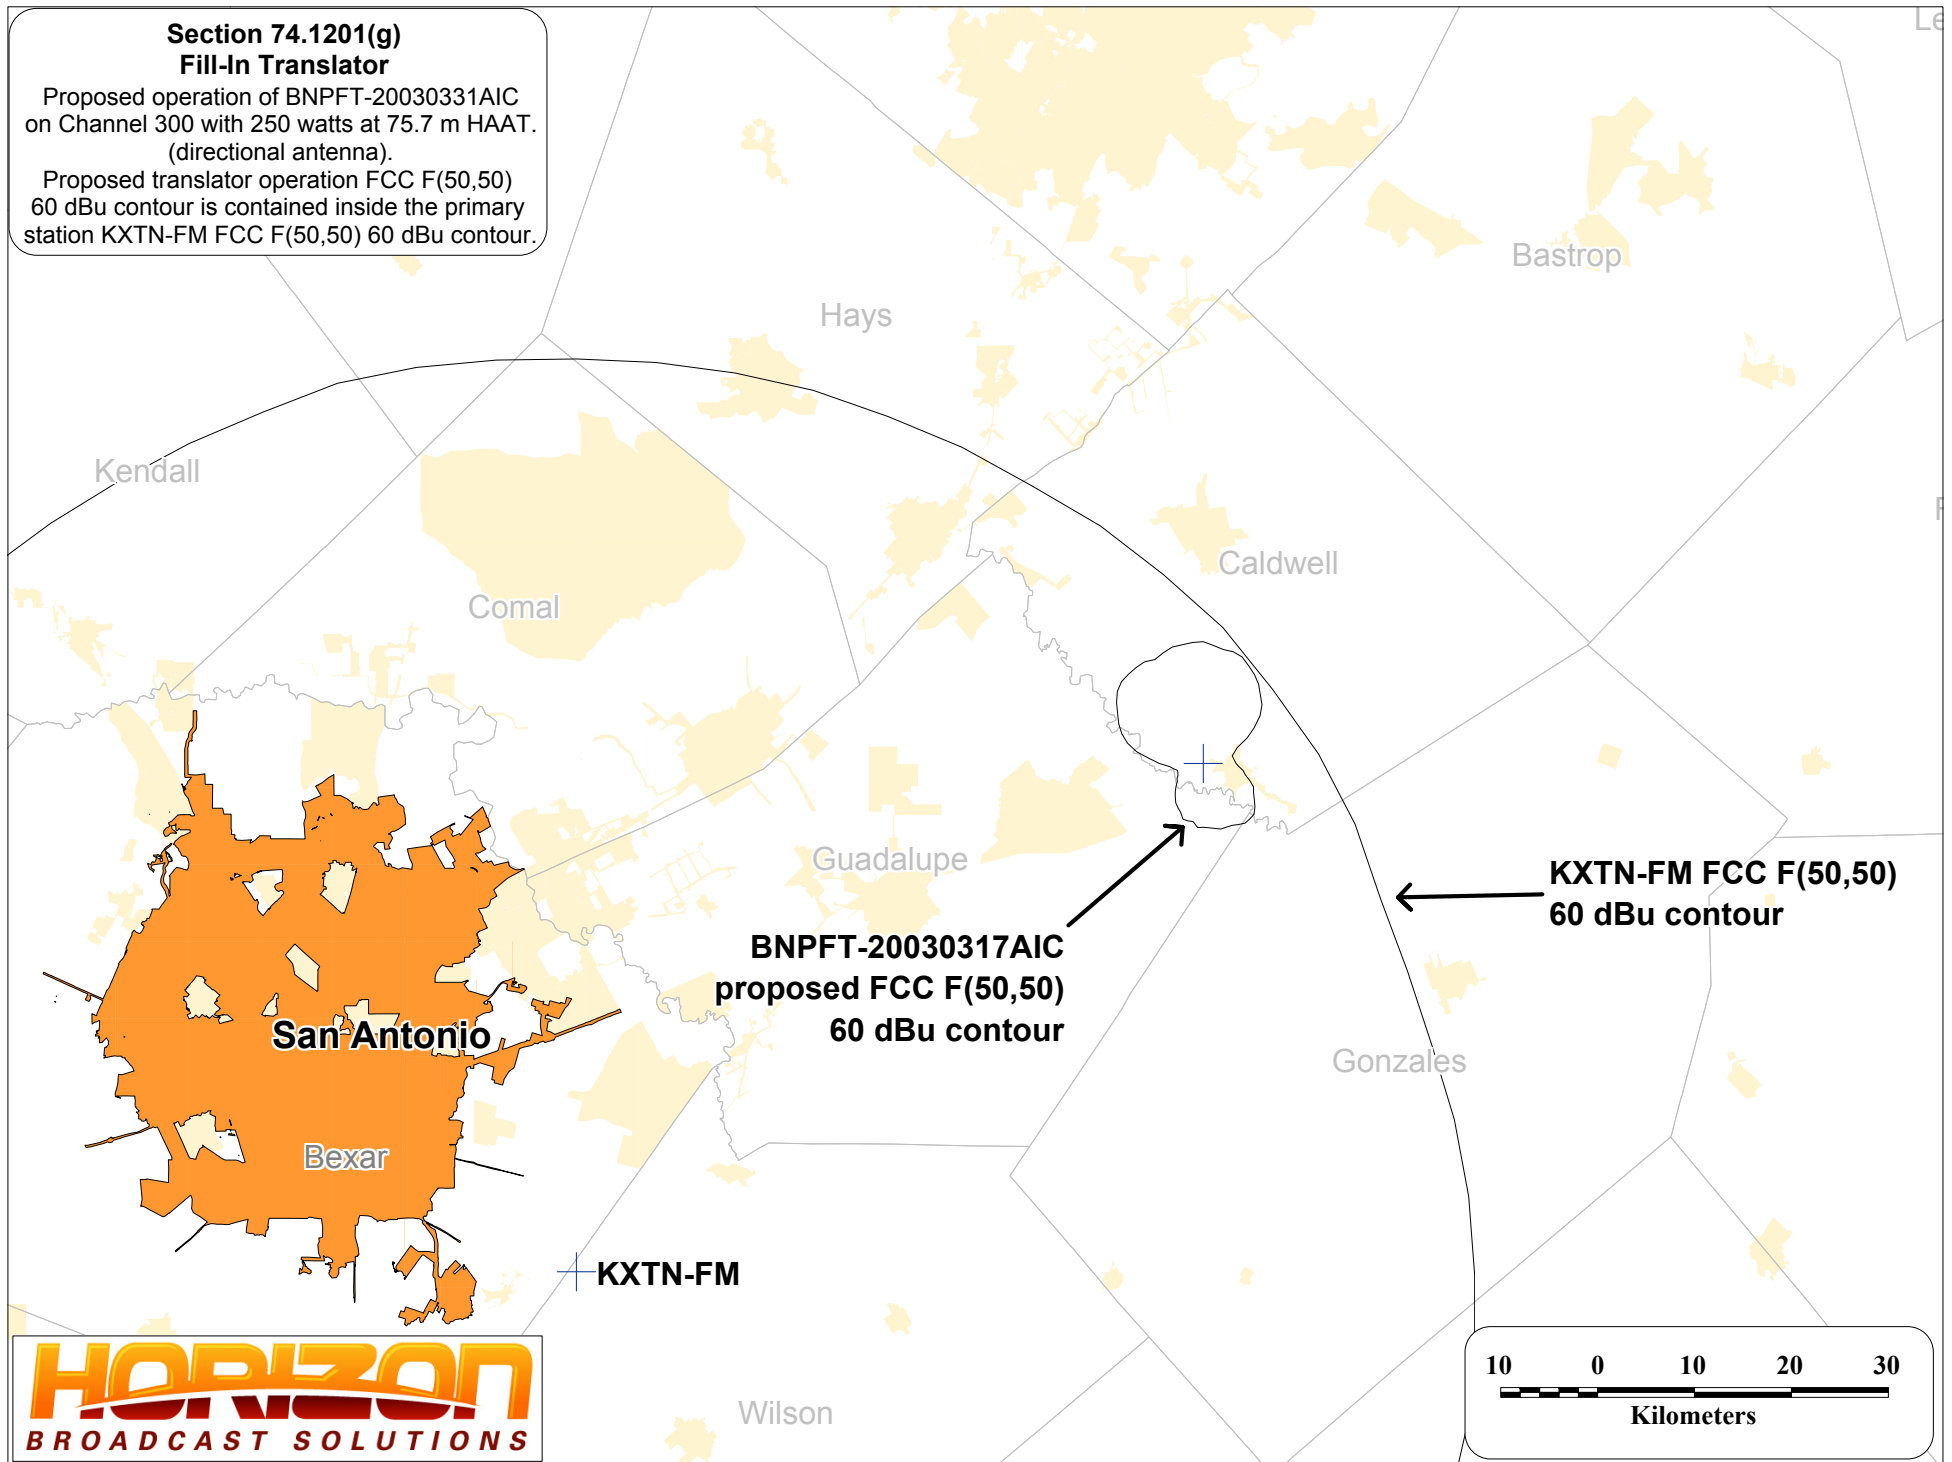 Section 74.1201(g)
Fill-In Translator
Proposed operation of BNPFT-20030331AIC
on Channel 300 with 250 watts at 75.7 m HAAT.
(directional antenna).
Proposed translator operation FCC F(50,50)
60 dBu contour is contained inside the primary
station KXTN-FM FCC F(50,50) 60 dBu contour.
Le
Bastrop
Hays
Kendall
Caldwell
Comal
Guadalupe
KXTN-FM FCC F(50,50)
60 dBu contour
BNPFT-20030317AIC
proposed FCC F(50,50)
60 dBu contour
San Antonio
Gonzales
Bexar
KXTN-FM
Wilson
HORIZON
BROADCAST SOLUTIONS
10 0 10 20 30
Kilometers